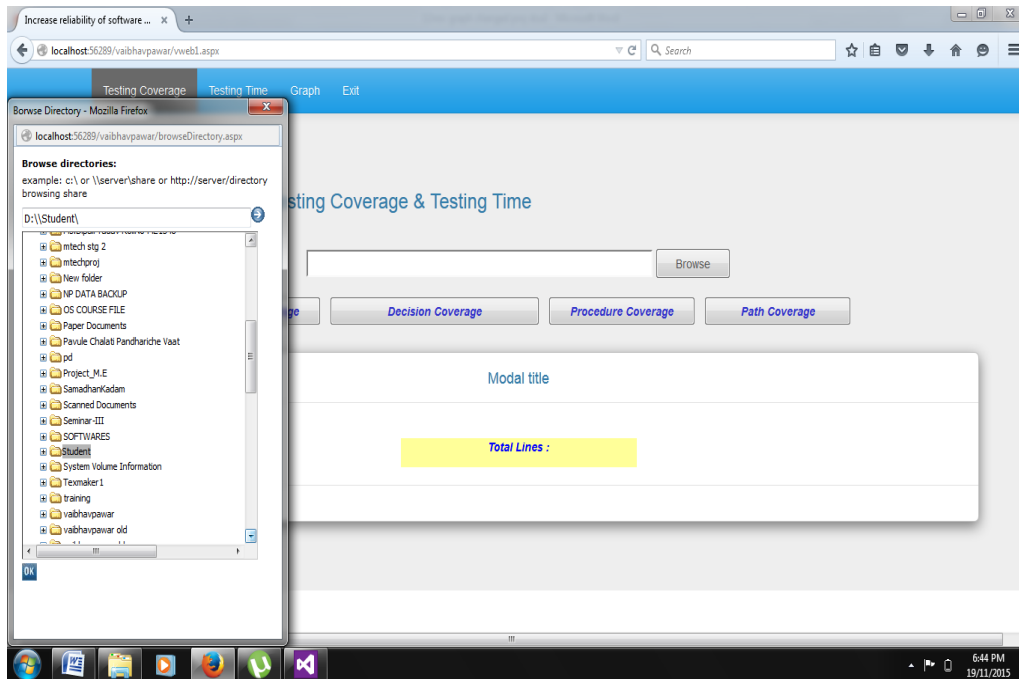 Increase reliability of software ... x +
localhost:56289/vaibhavpawar/vweb1.aspx
Search
Testing Coverage Testing Time Graph Exit
Borwse Directory - Mozilla Firefox
localhost:56289/vaibhavpawar/browseDirectory.aspx
Browse directories:
example: c:\ or \\server\share or http://server/directory
browsing share
D:\\Student\
mtech stg 2
mtechproj
New folder
NP DATA BACKUP
OS COURSE FILE
Paper Documents
Pavule Chalati Pandhariche Vaat
pd
Project_M.E
SamadhanKadam
Scanned Documents
Seminar-III
SOFTWARES
Student
System Volume Information
Texmaker1
training
vaibhavpawar
vaibhavpawar old
OK
sting Coverage & Testing Time
Browse
ge
Decision Coverage
Procedure Coverage
Path Coverage
Modal title
Total Lines :
6:44 PM
19/11/2015